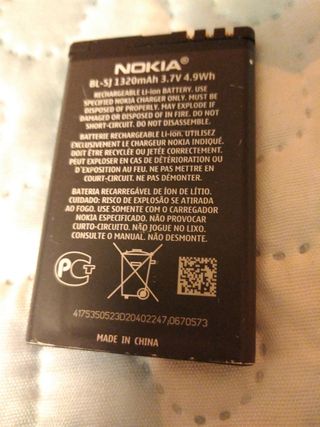 NOKIA
BL-5J 1320mAh 3.7V 4.9Wh
RECHARGEABLE Li-Ion BATTERY. USE
SPECIFIED NOKIA CHARGER ONLY. MUST BE
DISPOSED OF PROPERLY. MAY EXPLODE IF
DAMAGED OR DISPOSED OF IN FIRE. DO NOT
SHORT CIRCUIT. DO NOT DISASSEMBLE.
BATTERIE RECHARGEABLE Li-ion. UTILISEZ
EXCLUSIVEMENT LE CHARGEUR NOKIA SPÉCIFIÉ.
DOIT ÊTRE JETÉE OU RECYCLÉE CORRECTEMENT.
PEUT EXPLOSER EN CAS DE DÉTÉRIORATION OU
DE CONTACT AU FEU. NE PAS METTRE EN
COURT-CIRCUIT. NE PAS DÉMONTER.
BATERIA RECARREGÁVEL DE ÍON DE LÍTIO.
CUIDADO: RISCO DE EXPLOSÃO SE ATIRADA
AO FOGO. USE SOMENTE COM O CARREGADOR
NOKIA ESPECIFICADO. NÃO PROVOQUE
CURTO-CIRCUITO. NÃO JOGUE NO LIXO.
CONSULTE O MANUAL. NÃO DESMONTE.
4175350523D20402247;0670573
MADE IN CHINA